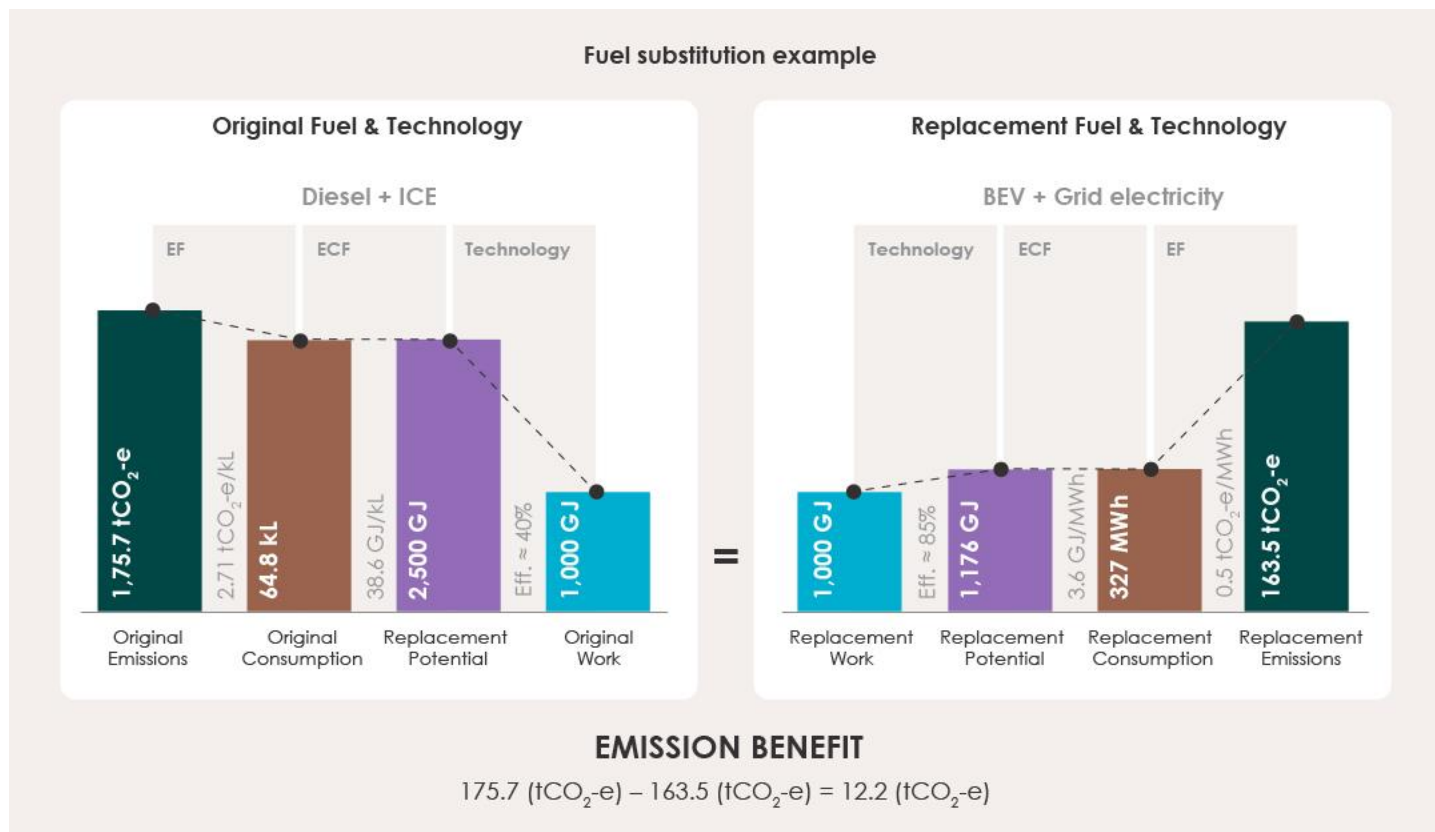 Fuel substitution example
Original Fuel & Technology
Diesel + ICE
EF
ECF
Technology
1,75.7 tCO₂-e
2.71 tCO₂-e/kL
64.8 kL
38.6 GJ/kL
2,500 GJ
Eff. ≈ 40%
1,000 GJ
Original
Emissions
Original
Consumption
Replacement
Potential
Original
Work
=
Replacement Fuel & Technology
BEV + Grid electricity
Technology
ECF
EF
1,000 GJ
Eff. ≈ 85%
1,176 GJ
3.6 GJ/MWh
327 MWh
0.5 tCO₂-e/MWh
163.5 tCO₂-e
Replacement
Work
Replacement
Potential
Replacement
Consumption
Replacement
Emissions
EMISSION BENEFIT
175.7 (tCO₂-e) – 163.5 (tCO₂-e) = 12.2 (tCO₂-e)